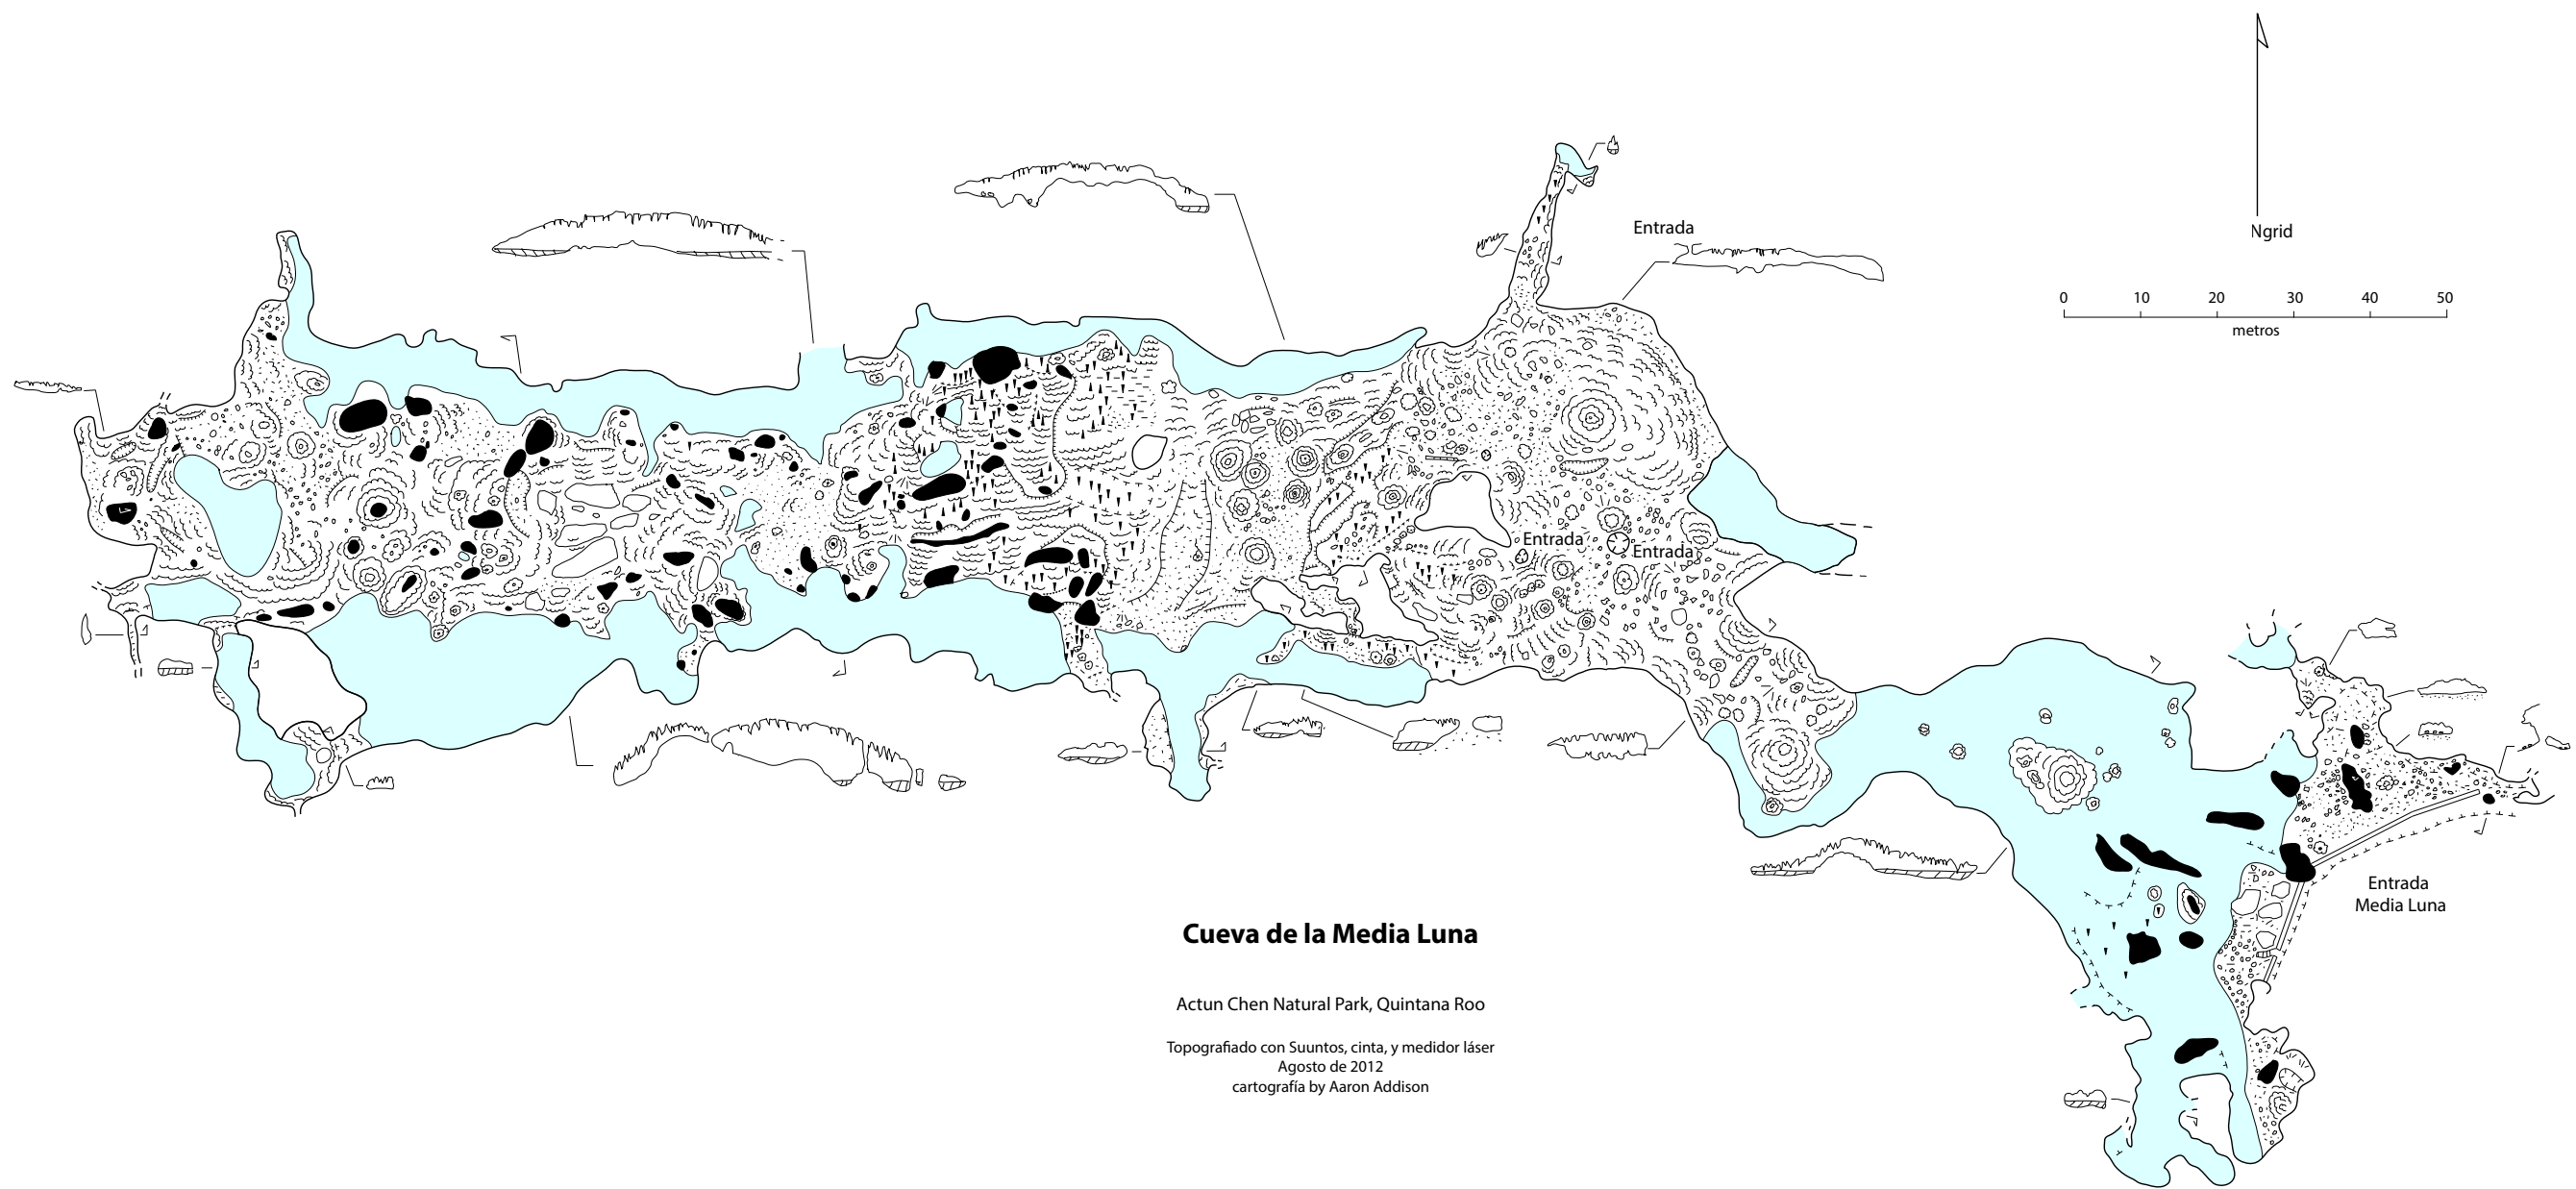 Entrada
Ngrid
0 10 20 30 40 50
metros
Entrada
Entrada
Entrada
Media Luna
Cueva de la Media Luna
Actun Chen Natural Park, Quintana Roo
Topografiado con Suuntos, cinta, y medidor láser
Agosto de 2012
cartografía by Aaron Addison